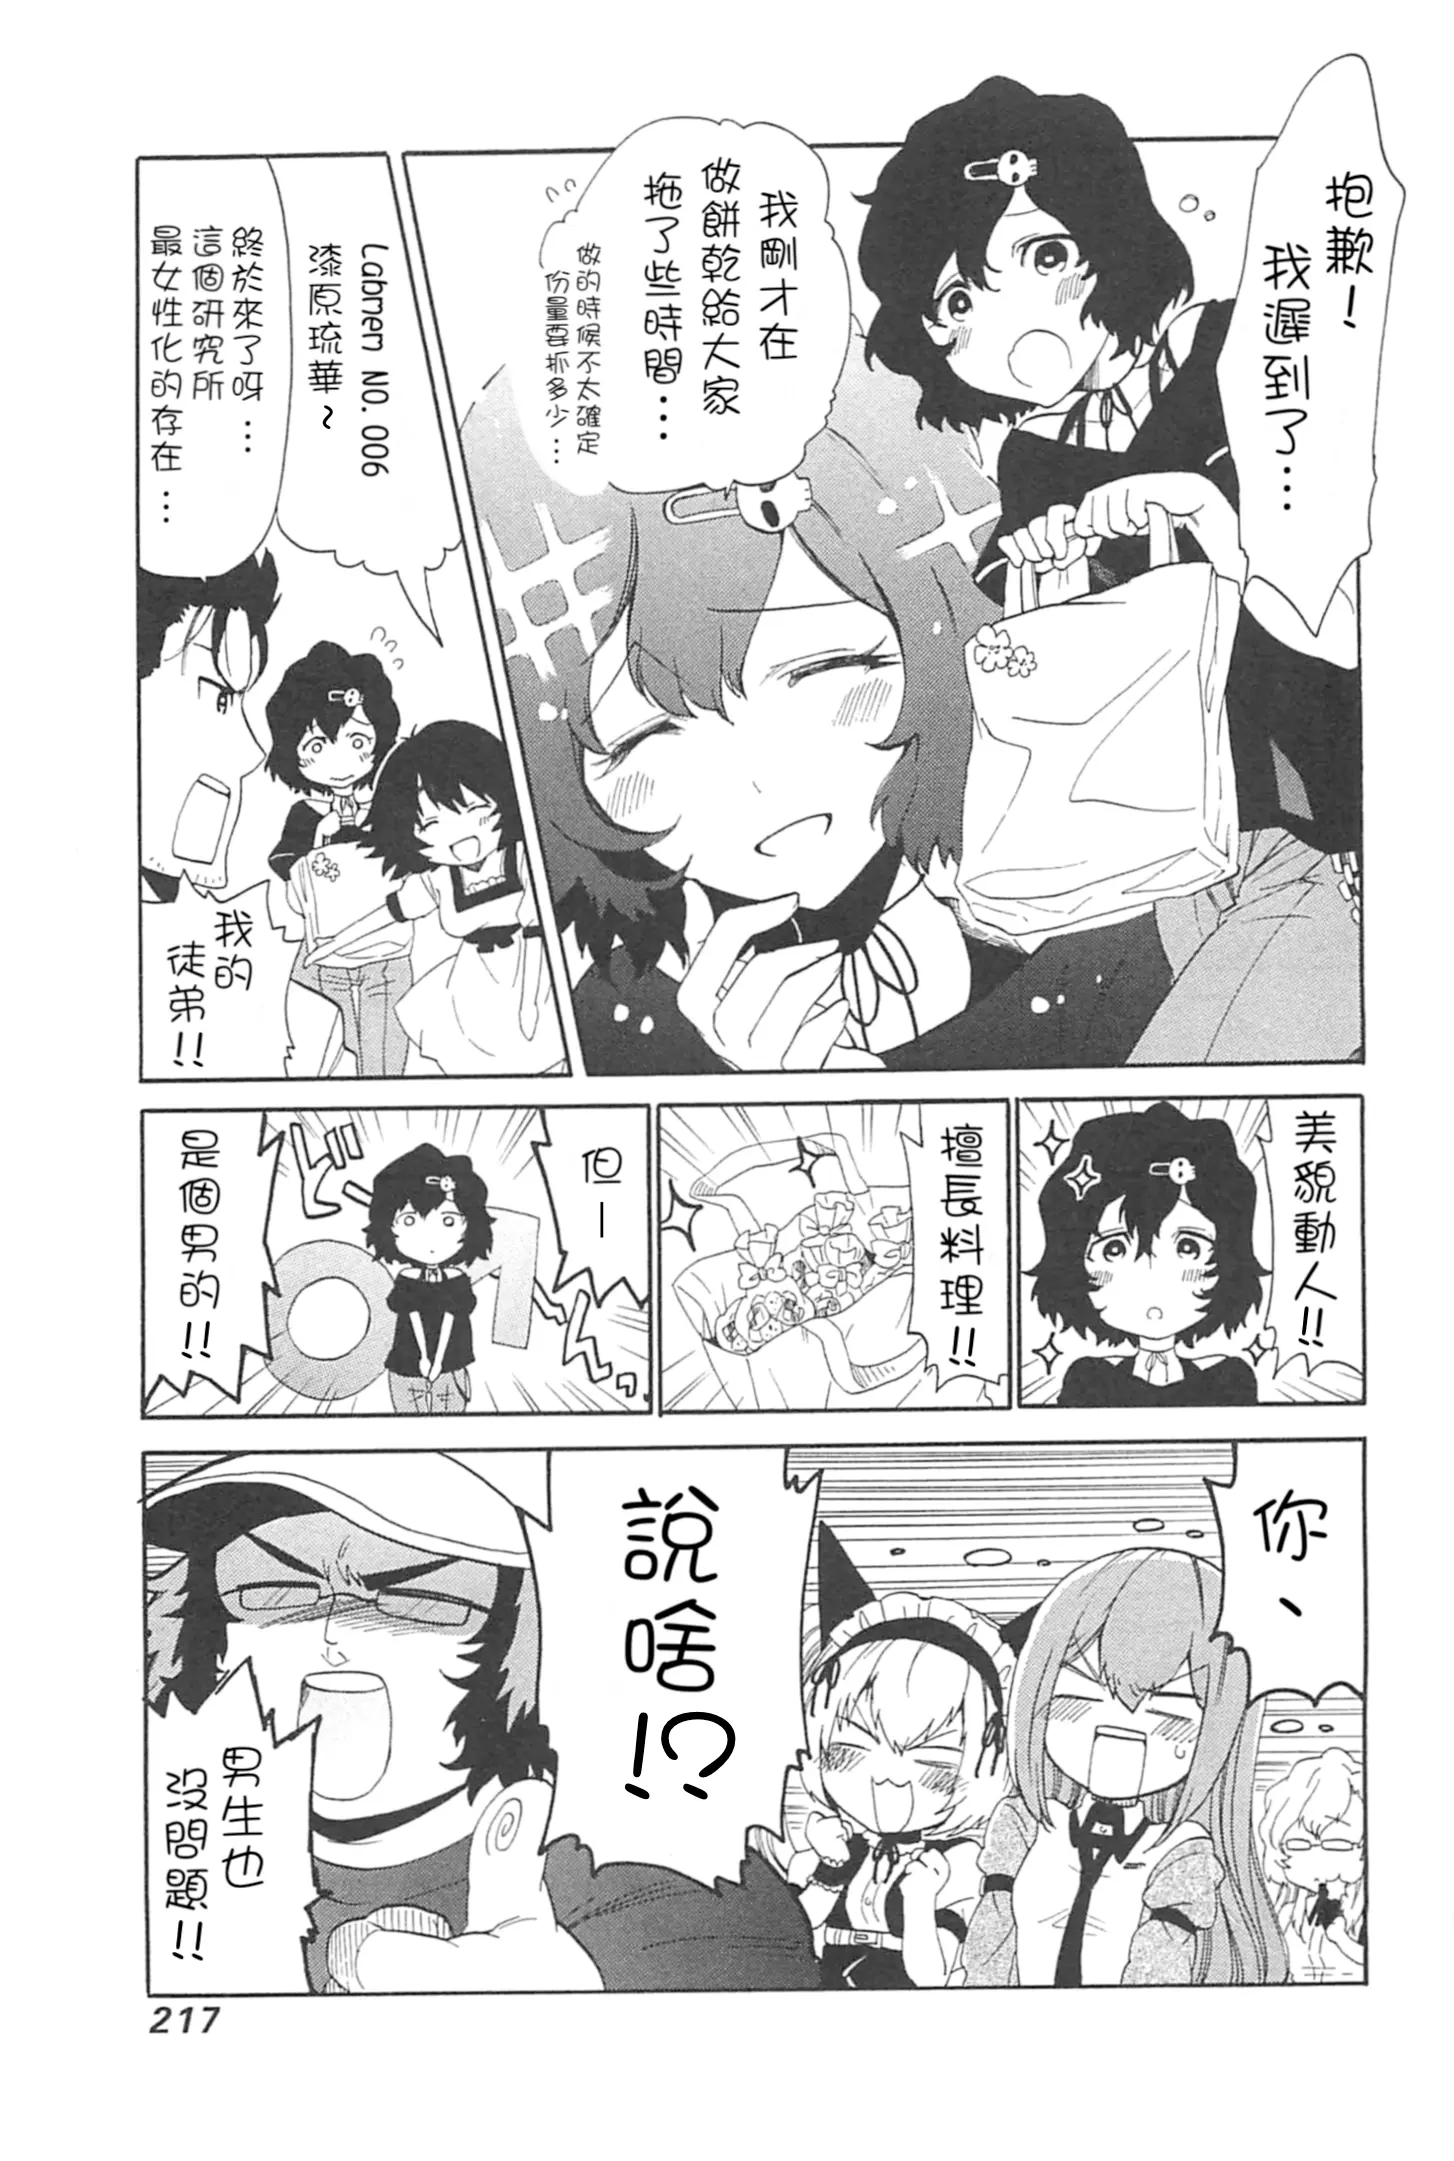 抱歉！
我遲到了…
我剛才在
做餅乾給大家
拖了些時間…
做的時候不太確定
份量要抓多少…
Labmem NO.006
漆原琉華~
終於來了呀…
這個研究所
最女性化的存在…
我的
徒弟!!
美貌動人!!
擅長料理!!
但—
是個男的!!
你、
說啥!?
男生也
沒問題!!
217